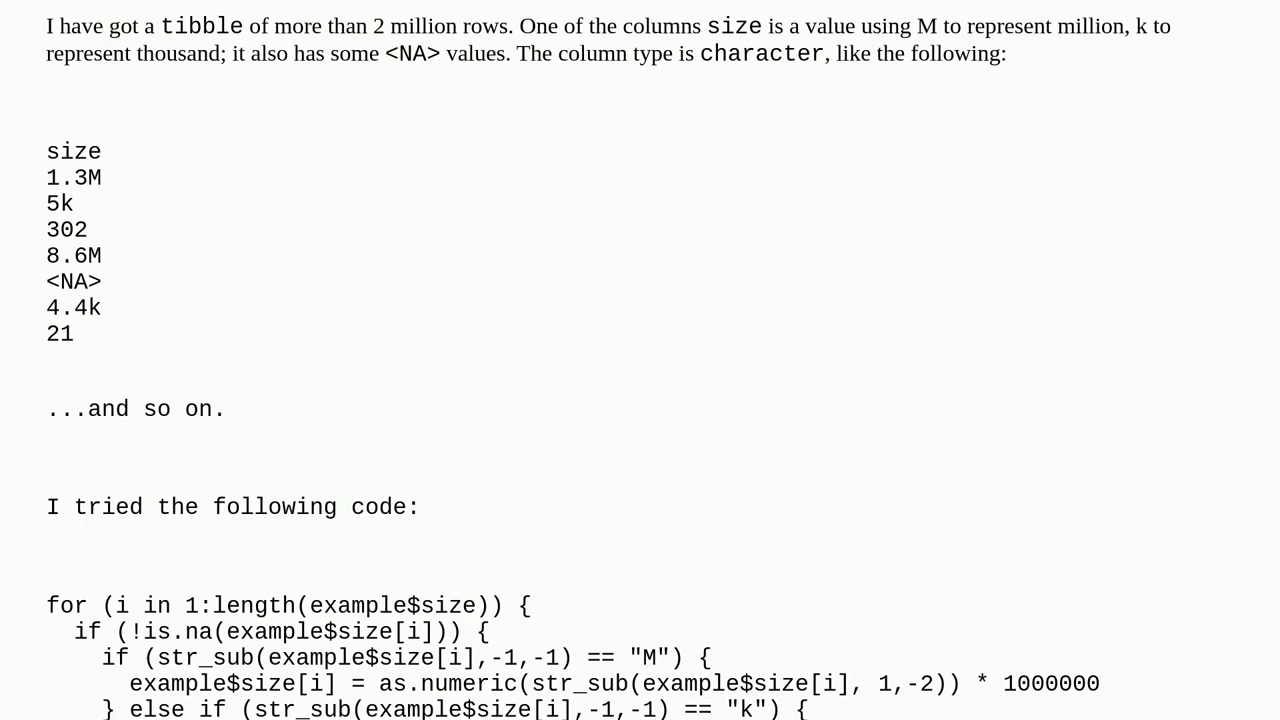 I have got a tibble of more than 2 million rows. One of the columns size is a value using M to represent million, k to
represent thousand; it also has some <NA> values. The column type is character, like the following:
size
1.3M
5k
302
8.6M
<NA>
4.4k
21
...and so on.
I tried the following code:
for (i in 1:length(example$size)) {
  if (!is.na(example$size[i])) {
    if (str_sub(example$size[i],-1,-1) == "M") {
      example$size[i] = as.numeric(str_sub(example$size[i], 1,-2)) * 1000000
    } else if (str_sub(example$size[i],-1,-1) == "k") {